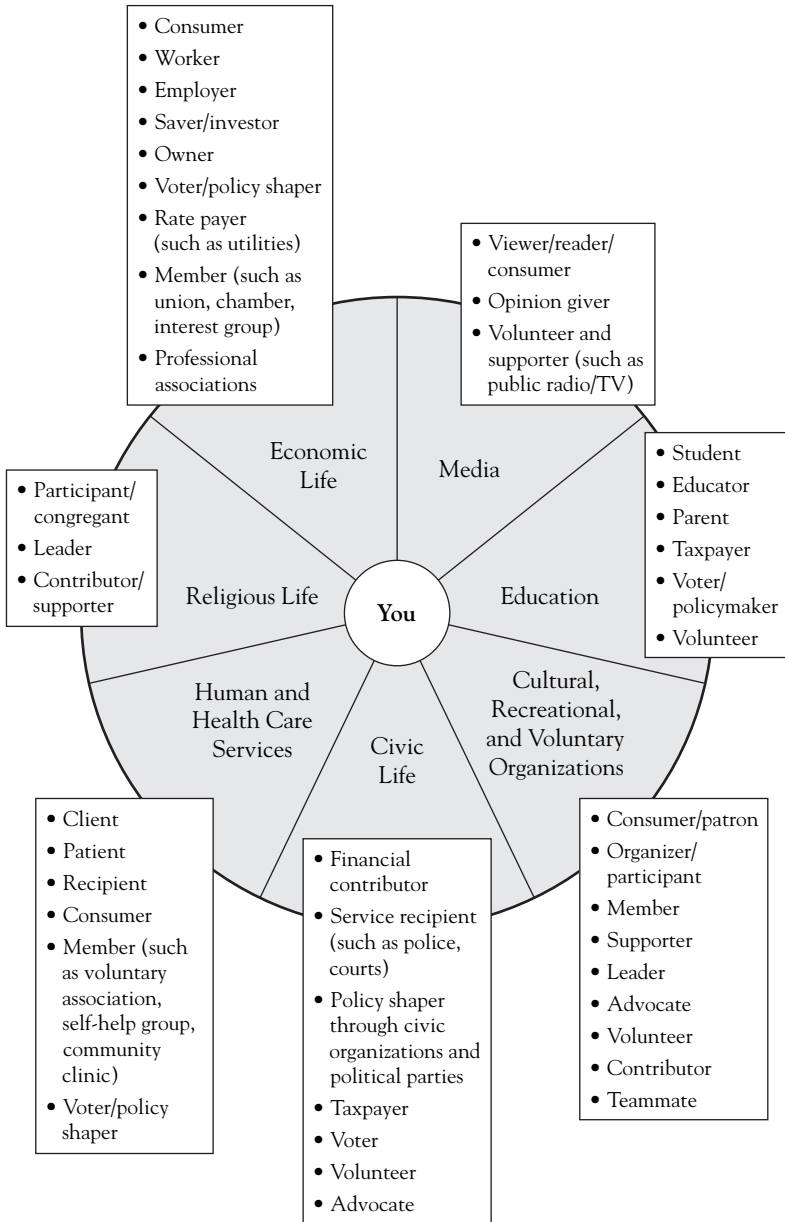 • Consumer
• Worker
• Employer
• Saver/investor
• Owner
• Voter/policy shaper
• Rate payer
(such as utilities)
• Member (such as
union, chamber,
interest group)
• Professional
associations
• Viewer/reader/
consumer
• Opinion giver
• Volunteer and
supporter (such as
public radio/TV)
Economic
Life
Media
• Student
• Educator
• Parent
• Taxpayer
• Voter/
policymaker
• Volunteer
• Participant/
congregant
• Leader
• Contributor/
supporter
Religious Life
You
Education
Human and
Health Care
Services
Civic
Life
Cultural,
Recreational,
and Voluntary
Organizations
• Client
• Patient
• Recipient
• Consumer
• Member (such
as voluntary
association,
self-help group,
community
clinic)
• Voter/policy
shaper
• Financial
contributor
• Service recipient
(such as police,
courts)
• Policy shaper
through civic
organizations and
political parties
• Taxpayer
• Voter
• Volunteer
• Advocate
• Consumer/patron
• Organizer/
participant
• Member
• Supporter
• Leader
• Advocate
• Volunteer
• Contributor
• Teammate